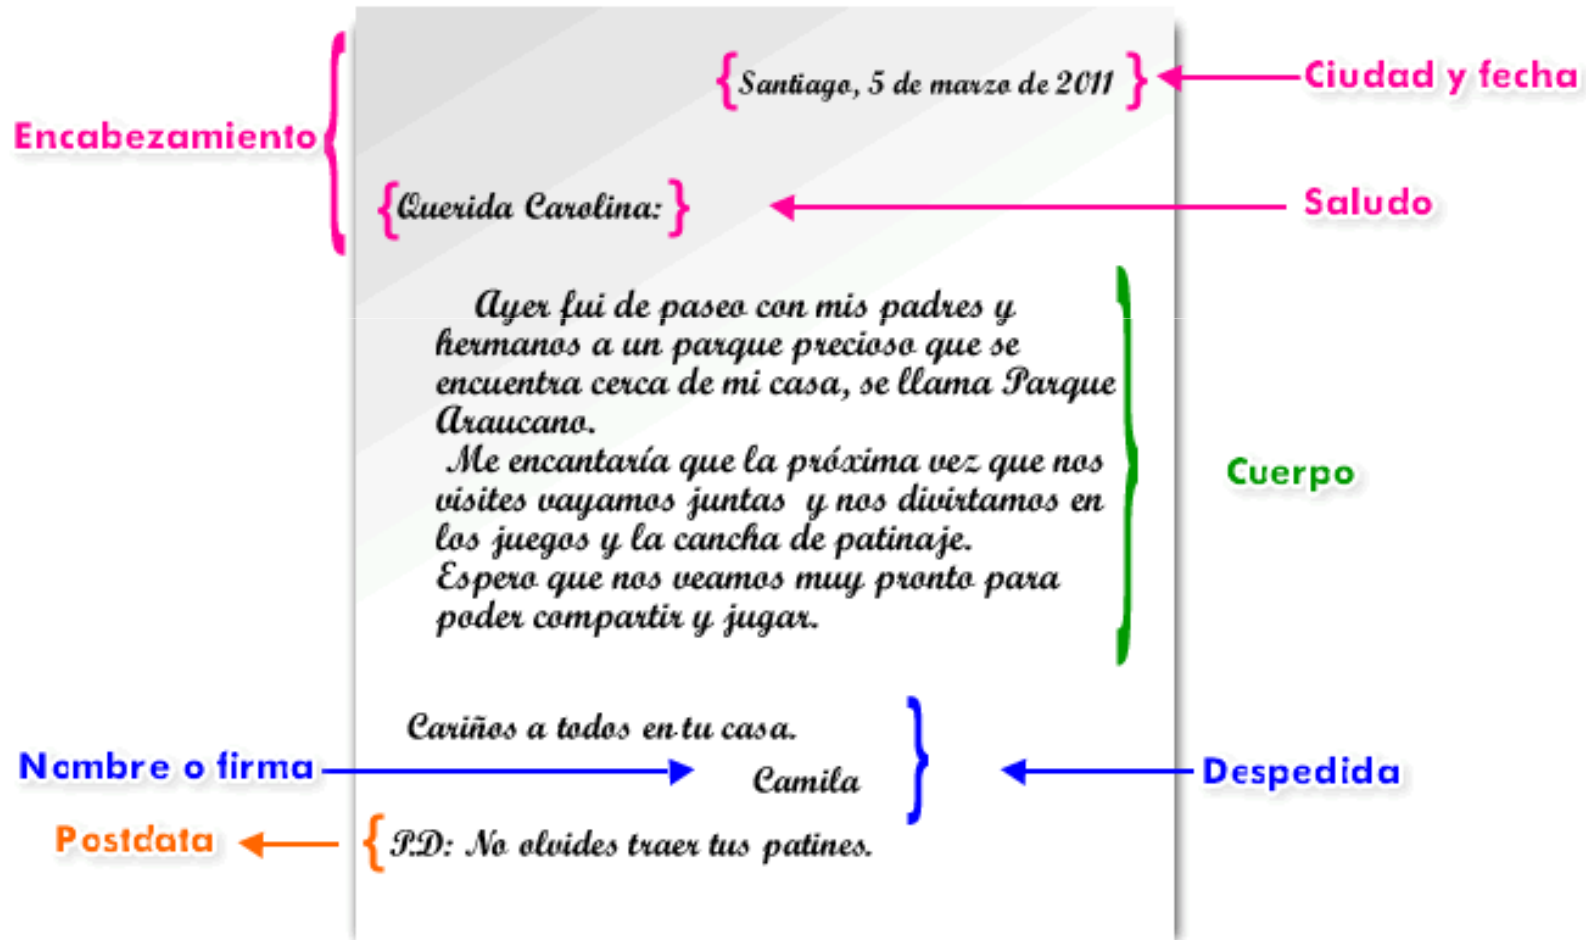 Santiago, 5 de marzo de 2011
Ciudad y fecha
Encabezamiento
Querida Carolina:
Saludo
Ayer fui de paseo con mis padres y
hermanos a un parque precioso que se
encuentra cerca de mi casa, se llama Parque
Araucano.
Me encantaría que la próxima vez que nos
visites vayamos juntas y nos divirtamos en
los juegos y la cancha de patinaje.
Espero que nos veamos muy pronto para
poder compartir y jugar.
Cuerpo
Cariños a todos en tu casa.
Nombre o firma
Camila
Despedida
Postdata
P.D: No olvides traer tus patines.